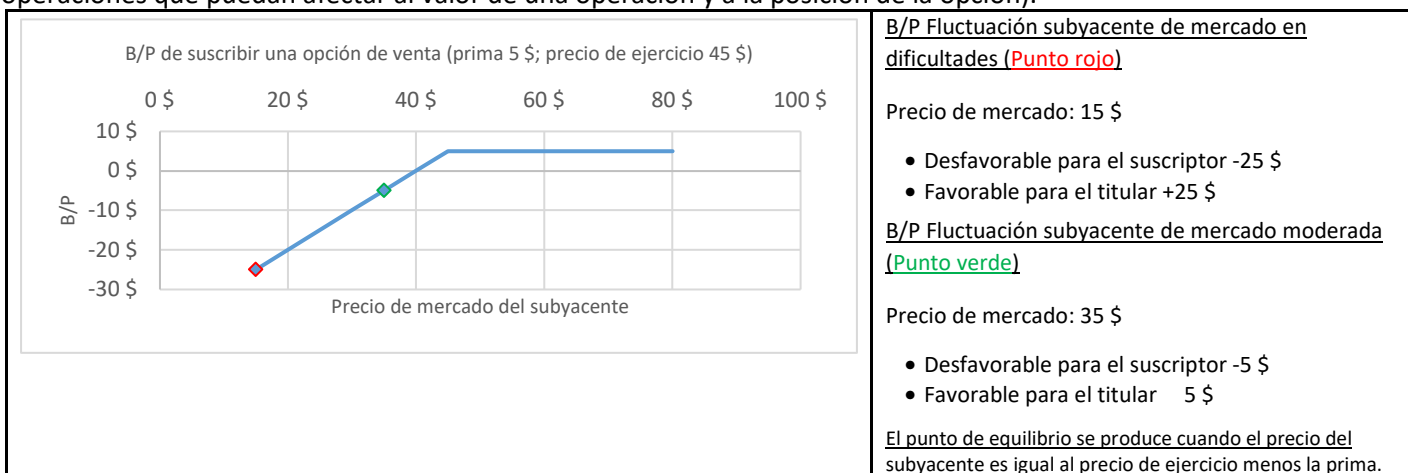 operaciones que puedan afectar al valor de una operación y a la posición de la opción).
B/P de suscribir una opción de venta (prima 5 $; precio de ejercicio 45 $)
0 $ 20 $ 40 $ 60 $ 80 $ 100 $
10 $
0 $
-10 $
-20 $
-30 $
B/P
Precio de mercado del subyacente
B/P Fluctuación subyacente de mercado en
dificultades (Punto rojo)
Precio de mercado: 15 $
• Desfavorable para el suscriptor -25 $
• Favorable para el titular +25 $
B/P Fluctuación subyacente de mercado moderada
(Punto verde)
Precio de mercado: 35 $
• Desfavorable para el suscriptor -5 $
• Favorable para el titular 5 $
El punto de equilibrio se produce cuando el precio del
subyacente es igual al precio de ejercicio menos la prima.